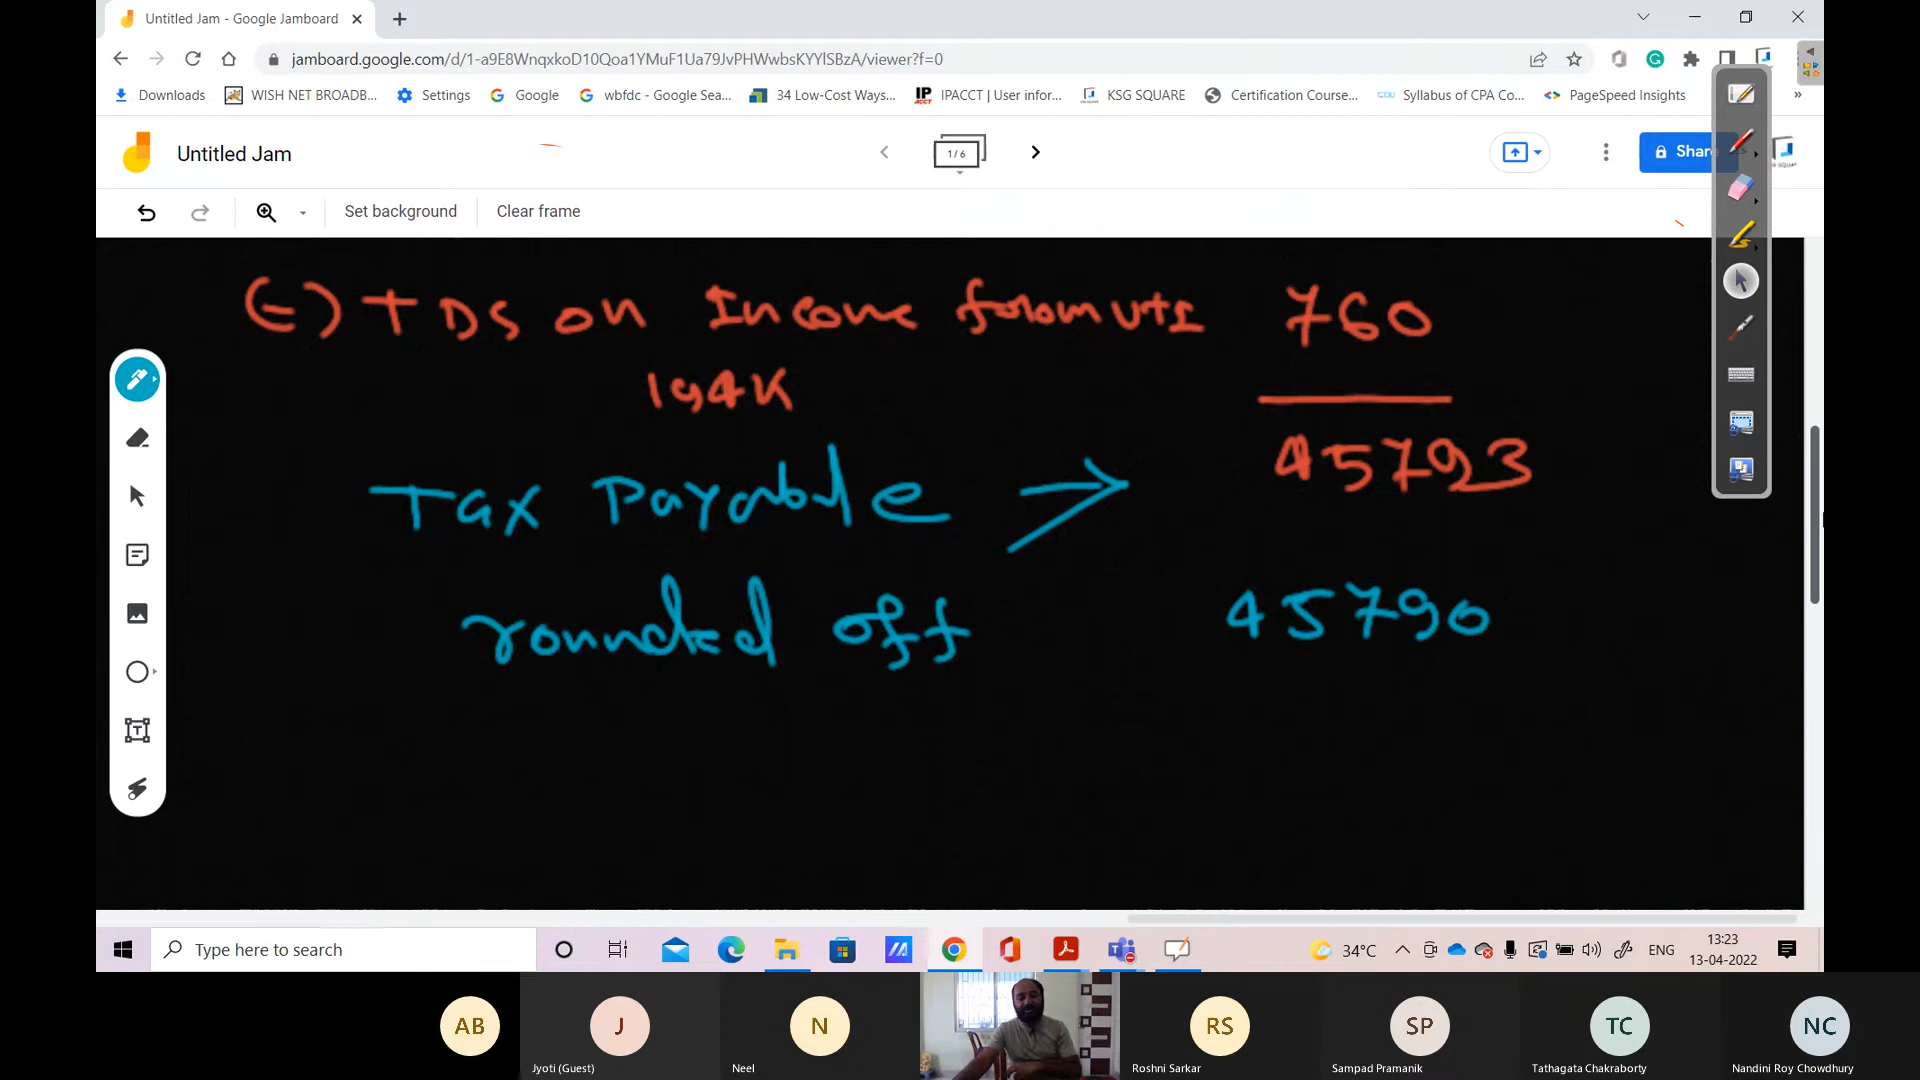 Untitled Jam - Google Jamboard
jamboard.google.com/d/1-a9E8WnqxkoD10Qoa1YMuF1Ua79JvPHWwbsKYYlSBzA/viewer?f=0
Downloads WISH NET BROADB... Settings Google wbfdc - Google Sea... 34 Low-Cost Ways... IPACCT | User infor... KSG SQUARE Certification Course... Syllabus of CPA Co... PageSpeed Insights »
Untitled Jam 1 / 6 Share
Set background Clear frame
(-) TDS on Income 760
194K
45793
Tax Payable
rounded off 45790
Type here to search 34°C ENG 13:23
13-04-2022
AB J N RS SP TC NC
Jyoti (Guest) Neel Roshni Sarkar Sampad Pramanik Tathagata Chakraborty Nandini Roy Chowdhury